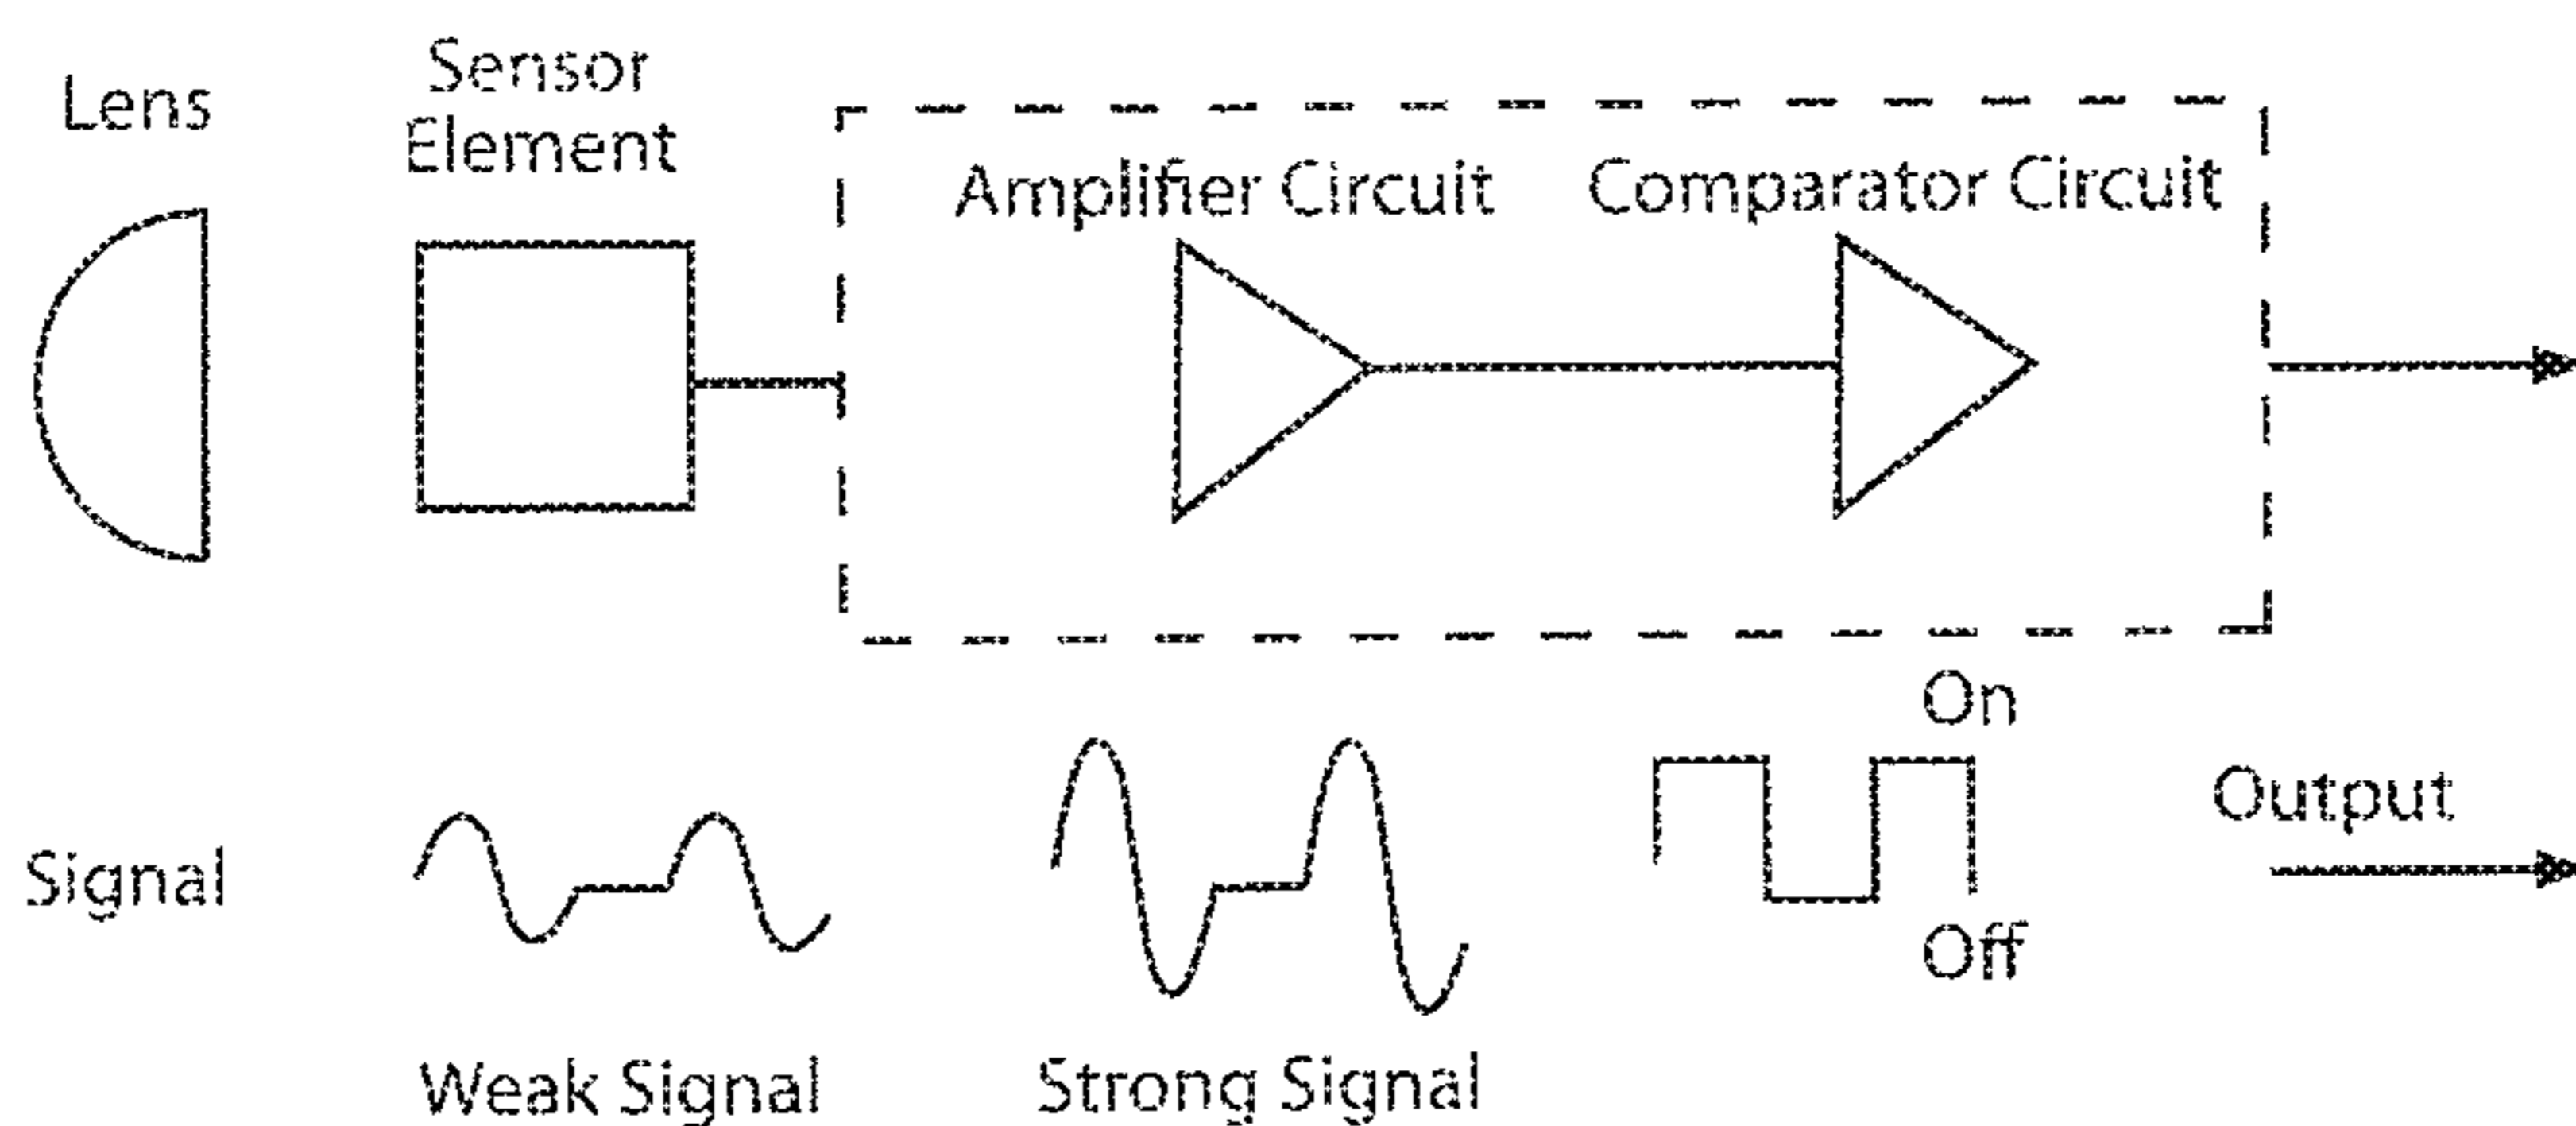 Lens
Sensor
Element
Amplifier Circuit
Comparator Circuit
On
Signal
Output
Off
Weak Signal
Strong Signal